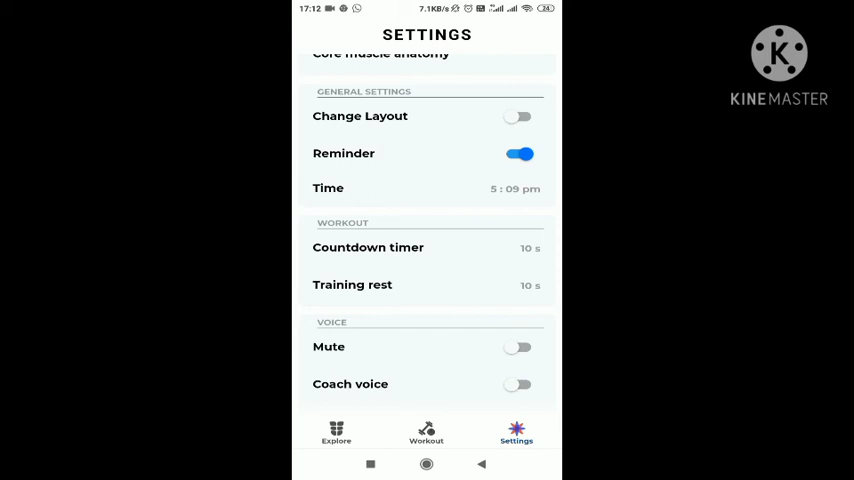 17:12 7.1KB/s 24
SETTINGS
Core muscle anatomy
GENERAL SETTINGS
Change Layout
Reminder
Time 5 : 09 pm
WORKOUT
Countdown timer 10 s
Training rest 10 s
VOICE
Mute
Coach voice
Explore Workout Settings
K
KINEMASTER